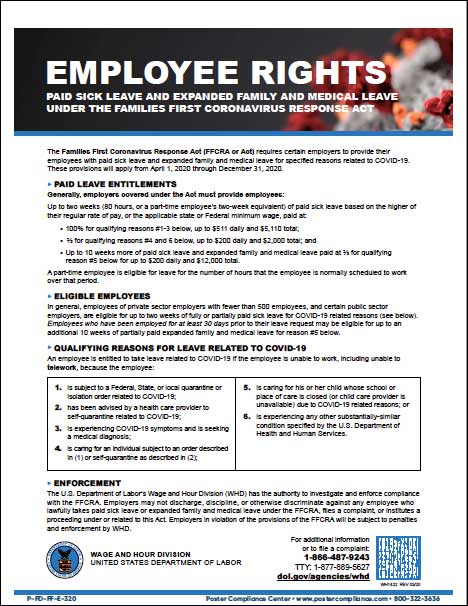 EMPLOYEE RIGHTS
PAID SICK LEAVE AND EXPANDED FAMILY AND MEDICAL LEAVE
UNDER THE FAMILIES FIRST CORONAVIRUS RESPONSE ACT
The Families First Coronavirus Response Act (FFCRA or Act) requires certain employers to provide their
employees with paid sick leave and expanded family and medical leave for specified reasons related to COVID-19.
These provisions will apply from April 1, 2020 through December 31, 2020.
▸ PAID LEAVE ENTITLEMENTS
Generally, employers covered under the Act must provide employees:
Up to two weeks (80 hours, or a part-time employee's two-week equivalent) of paid sick leave based on the higher of
their regular rate of pay, or the applicable state or Federal minimum wage, paid at:
• 100% for qualifying reasons #1-3 below, up to $511 daily and $5,110 total;
• ⅔ for qualifying reasons #4 and 6 below, up to $200 daily and $2,000 total; and
• Up to 10 weeks more of paid sick leave and expanded family and medical leave paid at ⅔ for qualifying
reason #5 below for up to $200 daily and $12,000 total.
A part-time employee is eligible for leave for the number of hours that the employee is normally scheduled to work
over that period.
▸ ELIGIBLE EMPLOYEES
In general, employees of private sector employers with fewer than 500 employees, and certain public sector
employers, are eligible for up to two weeks of fully or partially paid sick leave for COVID-19 related reasons (see below).
Employees who have been employed for at least 30 days prior to their leave request may be eligible for up to an
additional 10 weeks of partially paid expanded family and medical leave for reason #5 below.
▸ QUALIFYING REASONS FOR LEAVE RELATED TO COVID-19
An employee is entitled to take leave related to COVID-19 if the employee is unable to work, including unable to
telework, because the employee:
1. is subject to a Federal, State, or local quarantine or
isolation order related to COVID-19;
2. has been advised by a health care provider to
self-quarantine related to COVID-19;
3. is experiencing COVID-19 symptoms and is seeking
a medical diagnosis;
4. is caring for an individual subject to an order described
in (1) or self-quarantine as described in (2);
5. is caring for his or her child whose school or
place of care is closed (or child care provider is
unavailable) due to COVID-19 related reasons; or
6. is experiencing any other substantially-similar
condition specified by the U.S. Department of
Health and Human Services.
▸ ENFORCEMENT
The U.S. Department of Labor's Wage and Hour Division (WHD) has the authority to investigate and enforce compliance
with the FFCRA. Employers may not discharge, discipline, or otherwise discriminate against any employee who
lawfully takes paid sick leave or expanded family and medical leave under the FFCRA, files a complaint, or institutes a
proceeding under or related to this Act. Employers in violation of the provisions of the FFCRA will be subject to penalties
and enforcement by WHD.
WAGE AND HOUR DIVISION
UNITED STATES DEPARTMENT OF LABOR
For additional information
or to file a complaint:
1-866-487-9243
TTY: 1-877-889-5627
dol.gov/agencies/whd
WH1422 REV 03/20
P-FD-FF-E-320
Poster Compliance Center • www.postercompliance.com • 800-322-3636